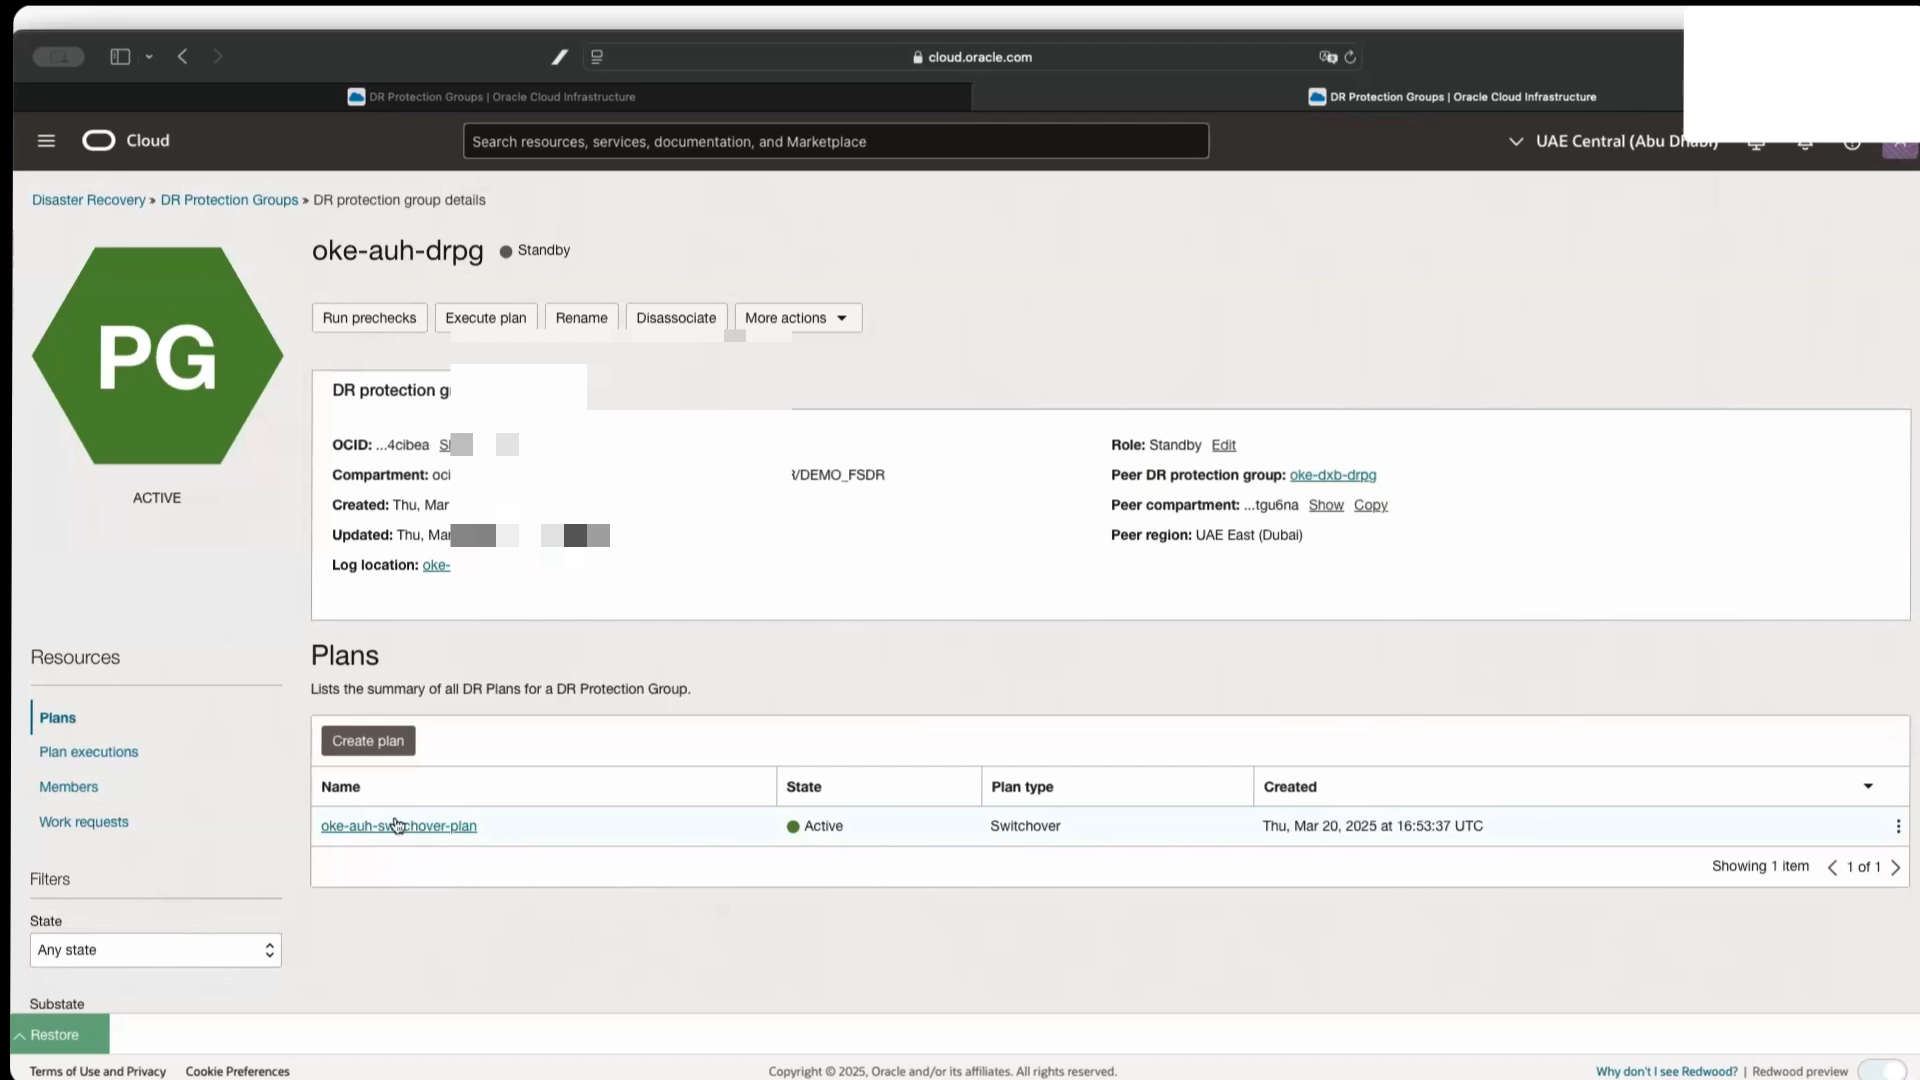 cloud.oracle.com
DR Protection Groups | Oracle Cloud Infrastructure
DR Protection Groups | Oracle Cloud Infrastructure
Cloud
Search resources, services, documentation, and Marketplace
UAE Central (Abu Dhabi)
Disaster Recovery » DR Protection Groups » DR protection group details
PG
ACTIVE
oke-auh-drpg Standby
Run prechecks Execute plan Rename Disassociate More actions
DR protection
OCID: ...4cibea
Compartment: oci /DEMO_FSDR
Created: Thu, Mar
Updated: Thu, Mar
Log location: oke-
Role: Standby Edit
Peer DR protection group: oke-dxb-drpg
Peer compartment: ...tgu6na Show Copy
Peer region: UAE East (Dubai)
Resources
Plans
Plan executions
Members
Work requests
Filters
State
Any state
Substate
Plans
Lists the summary of all DR Plans for a DR Protection Group.
Create plan
Name State Plan type Created
oke-auh-switchover-plan Active Switchover Thu, Mar 20, 2025 at 16:53:37 UTC
Showing 1 item 1 of 1
Restore
Terms of Use and Privacy Cookie Preferences Copyright © 2025, Oracle and/or its affiliates. All rights reserved. Why don't I see Redwood? | Redwood preview